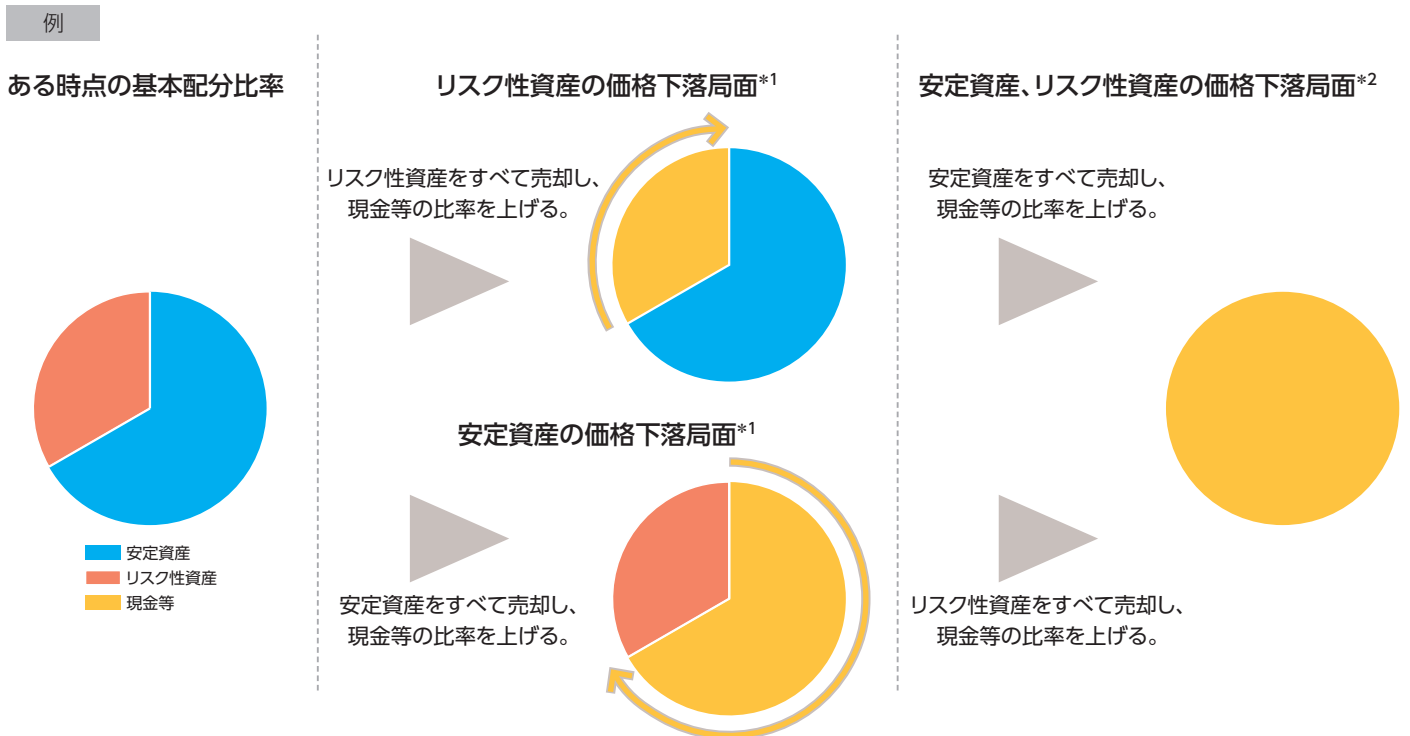 例
ある時点の基本配分比率
安定資産
リスク性資産
現金等
リスク性資産の価格下落局面*1
リスク性資産をすべて売却し、
現金等の比率を上げる。
安定資産の価格下落局面*1
安定資産をすべて売却し、
現金等の比率を上げる。
安定資産、リスク性資産の価格下落局面*2
安定資産をすべて売却し、
現金等の比率を上げる。
リスク性資産をすべて売却し、
現金等の比率を上げる。